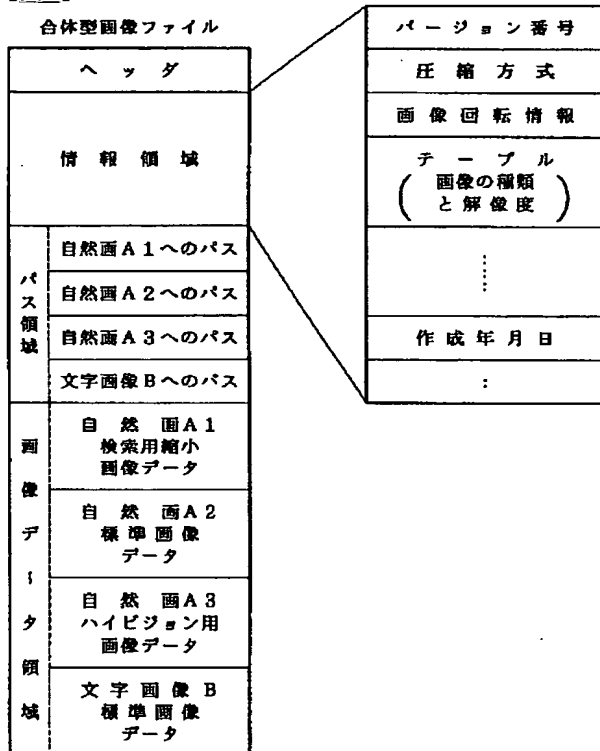 合体型画像ファイル
ヘッダ
情報領域
パス領域
自然画A1へのパス
自然画A2へのパス
自然画A3へのパス
文字画像Bへのパス
画像データ領域
自然画A1
検索用縮小
画像データ
自然画A2
標準画像
データ
自然画A3
ハイビジョン用
画像データ
文字画像B
標準画像
データ
バージョン番号
圧縮方式
画像回転情報
テーブル
(画像の種類
と解像度)
⋮
作成年月日
: